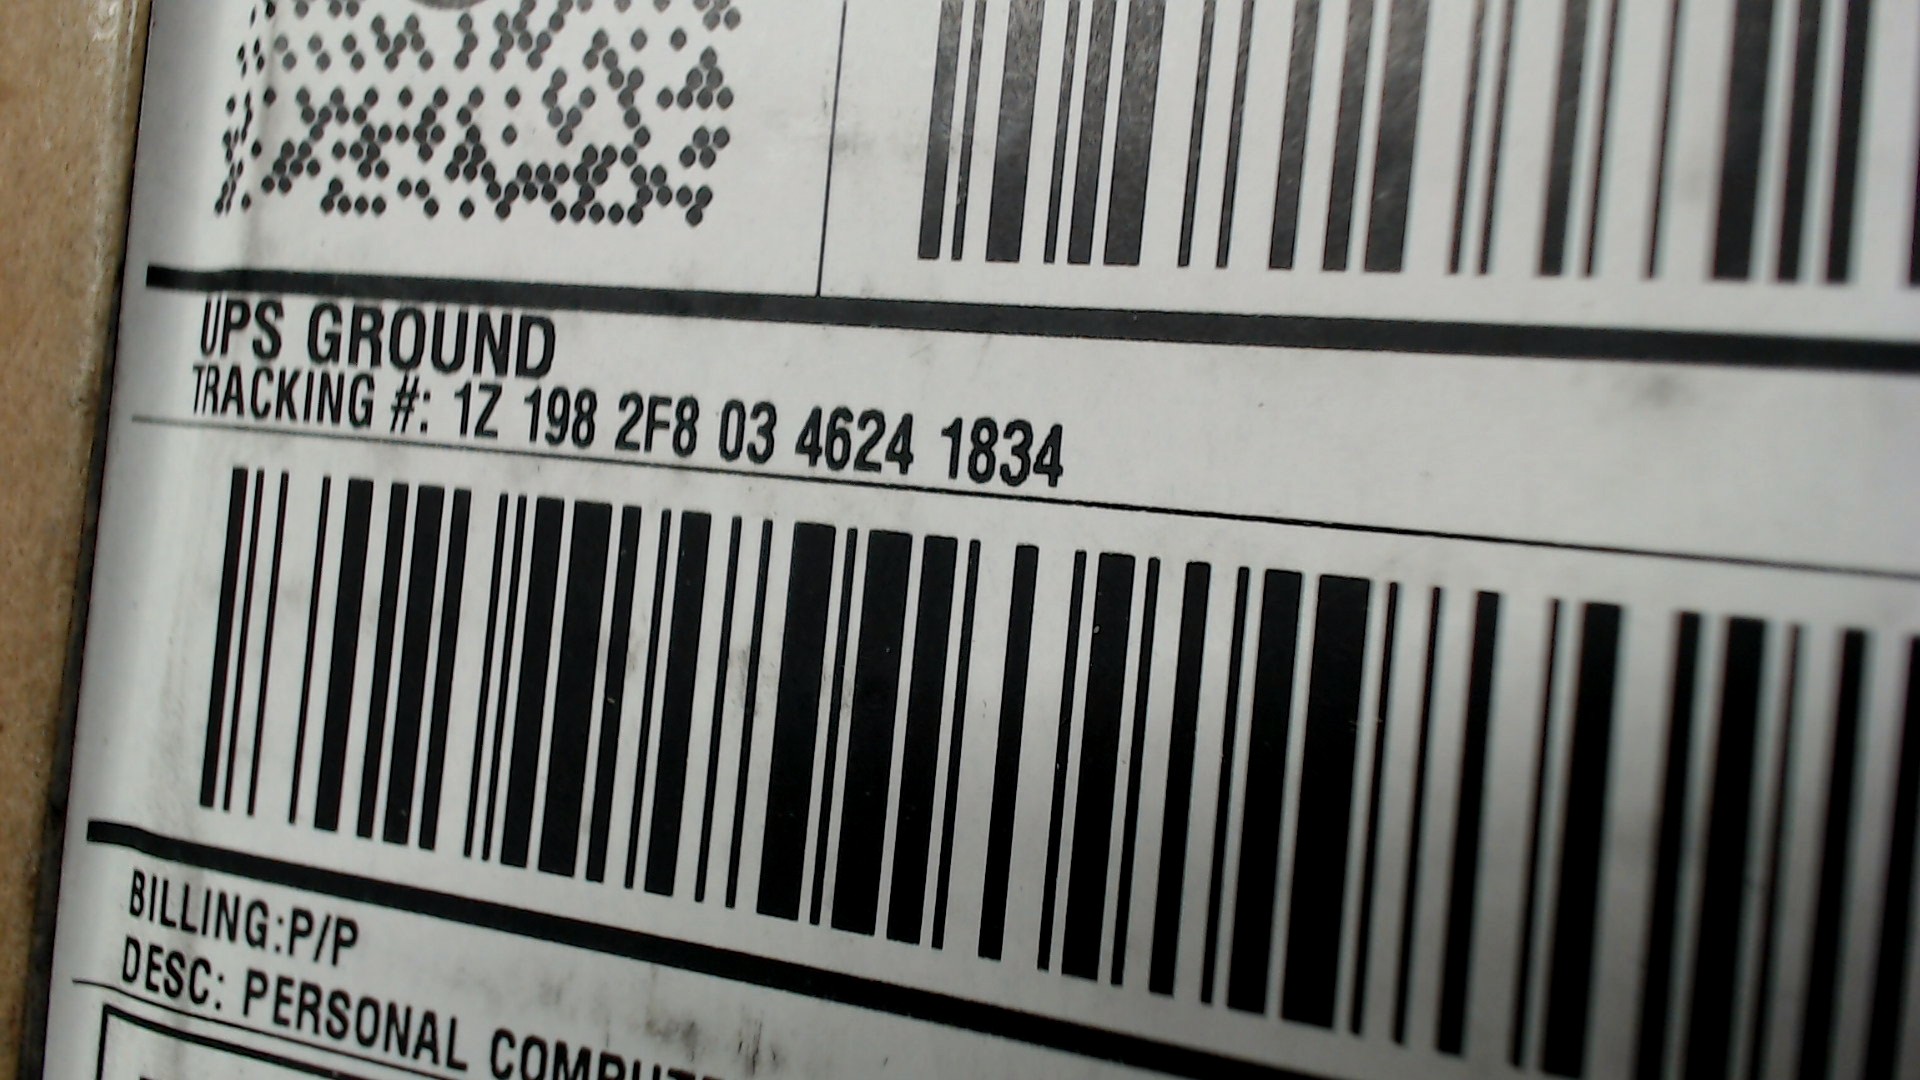 UPS GROUND
TRACKING #: 1Z 198 2F8 03 4624 1834
BILLING:P/P
DESC: PERSONAL